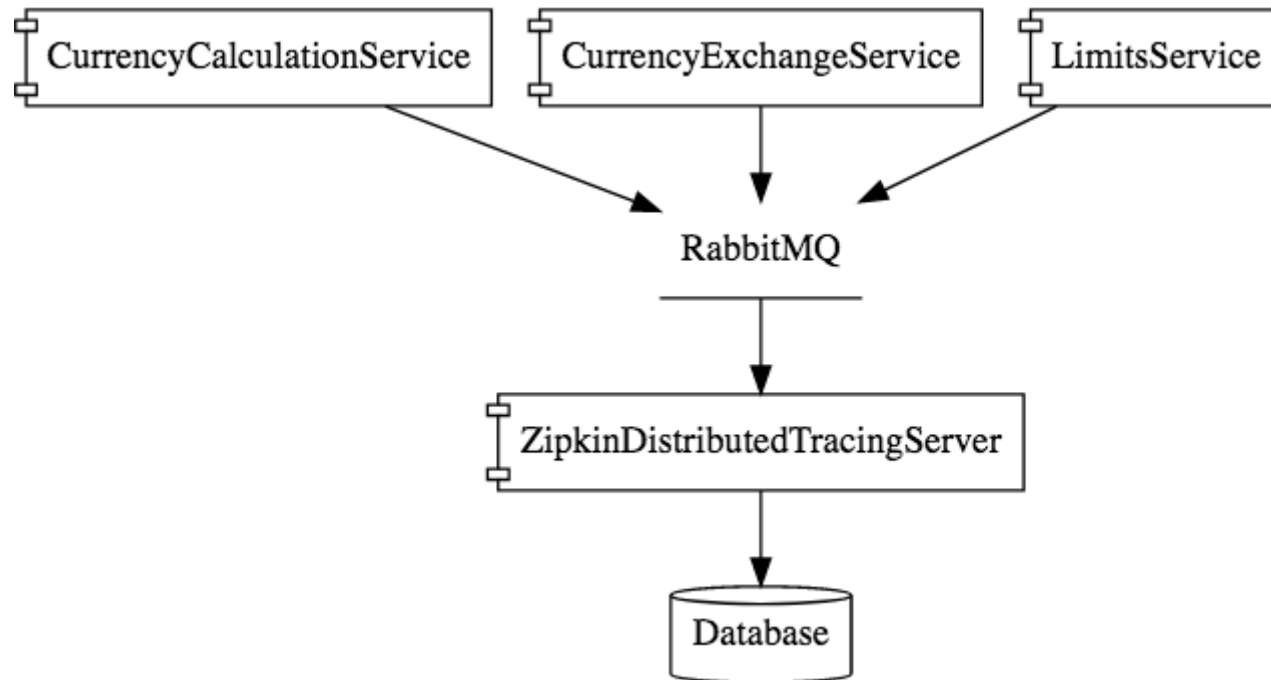 CurrencyCalculationService
CurrencyExchangeService
LimitsService
RabbitMQ
ZipkinDistributedTracingServer
Database